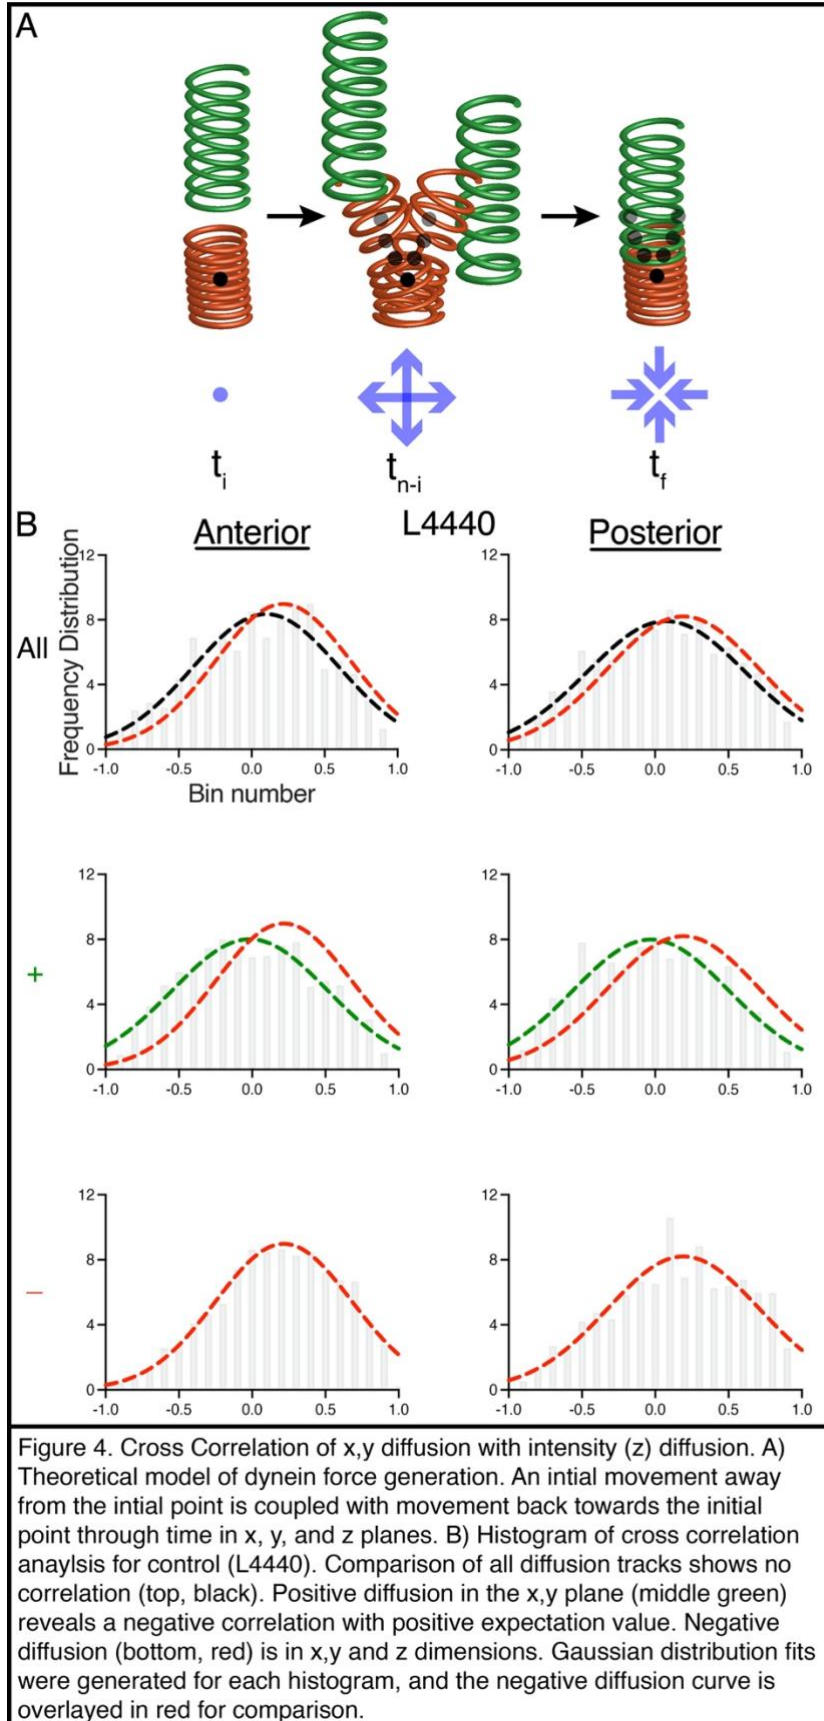 A
t_i t_n-i t_f
B L4440
Anterior Posterior
All
Frequency Distribution
12 12
8 8
4 4
0 0
-1.0 -0.5 0.0 0.5 1.0 -1.0 -0.5 0.0 0.5 1.0
Bin number
+
12 12
8 8
4 4
0 0
-1.0 -0.5 0.0 0.5 1.0 -1.0 -0.5 0.0 0.5 1.0
–
12 12
8 8
4 4
0 0
-1.0 -0.5 0.0 0.5 1.0 -1.0 -0.5 0.0 0.5 1.0
Figure 4. Cross Correlation of x,y diffusion with intensity (z) diffusion. A)
Theoretical model of dynein force generation. An intial movement away
from the intial point is coupled with movement back towards the initial
point through time in x, y, and z planes. B) Histogram of cross correlation
anaylsis for control (L4440). Comparison of all diffusion tracks shows no
correlation (top, black). Positive diffusion in the x,y plane (middle green)
reveals a negative correlation with positive expectation value. Negative
diffusion (bottom, red) is in x,y and z dimensions. Gaussian distribution fits
were generated for each histogram, and the negative diffusion curve is
overlayed in red for comparison.